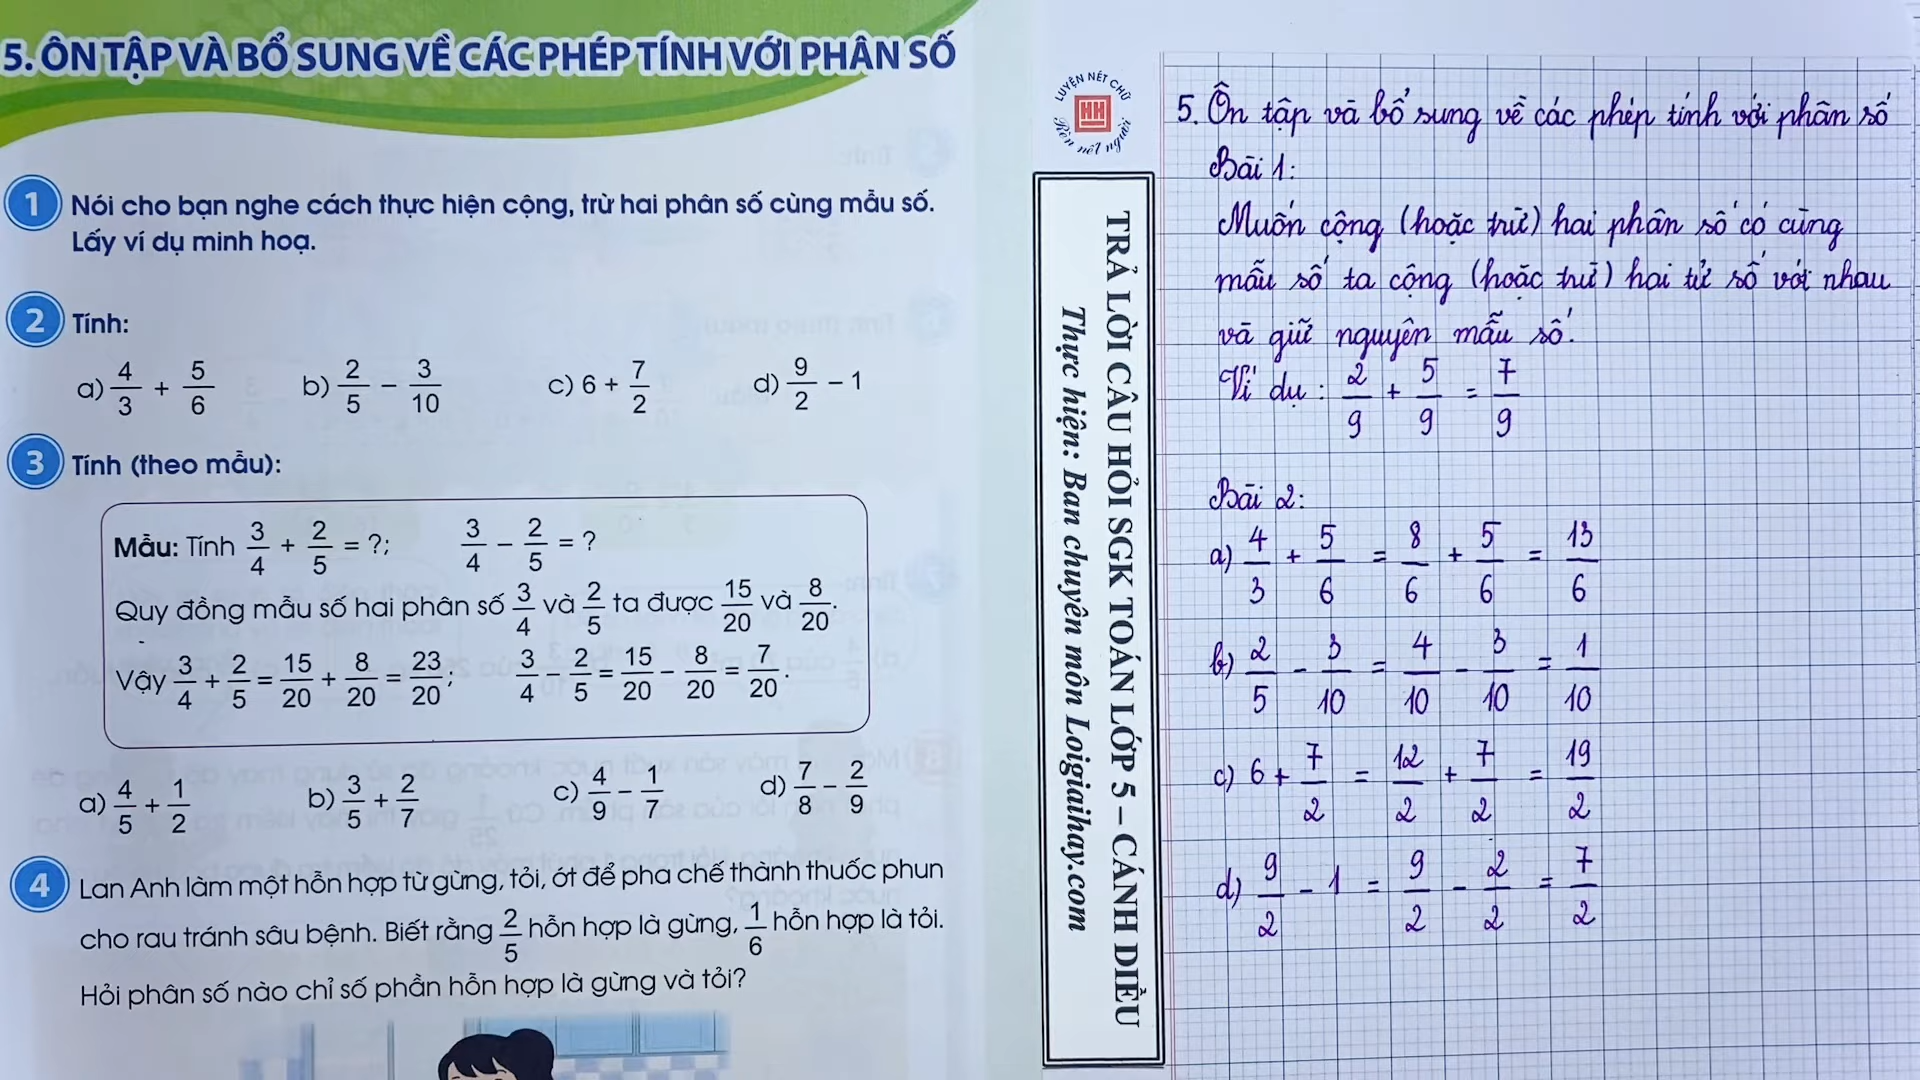 5. ÔN TẬP VÀ BỔ SUNG VỀ CÁC PHÉP TÍNH VỚI PHÂN SỐ
1 Nói cho bạn nghe cách thực hiện cộng, trừ hai phân số cùng mẫu số.
Lấy ví dụ minh hoạ.
2 Tính:
a) 4/3 + 5/6 b) 2/5 − 3/10 c) 6 + 7/2 d) 9/2 − 1
3 Tính (theo mẫu):
Mẫu: Tính 3/4 + 2/5 = ?; 3/4 − 2/5 = ?
Quy đồng mẫu số hai phân số 3/4 và 2/5 ta được 15/20 và 8/20.
Vậy 3/4 + 2/5 = 15/20 + 8/20 = 23/20; 3/4 − 2/5 = 15/20 − 8/20 = 7/20.
a) 4/5 + 1/2 b) 3/5 + 2/7 c) 4/9 − 1/7 d) 7/8 − 2/9
4 Lan Anh làm một hỗn hợp từ gừng, tỏi, ớt để pha chế thành thuốc phun
cho rau tránh sâu bệnh. Biết rằng 2/5 hỗn hợp là gừng, 1/6 hỗn hợp là tỏi.
Hỏi phân số nào chỉ số phần hỗn hợp là gừng và tỏi?
LUYỆN NÉT CHỮ
HH
Rèn nết người
TRẢ LỜI CÂU HỎI SGK TOÁN LỚP 5 – CÁNH DIỀU
Thực hiện: Ban chuyên môn Loigiaihay.com
5. Ôn tập và bổ sung về các phép tính với phân số
Bài 1:
Muốn cộng (hoặc trừ) hai phân số có cùng
mẫu số ta cộng (hoặc trừ) hai tử số với nhau
và giữ nguyên mẫu số.
Ví dụ : 2/9 + 5/9 = 7/9
Bài 2:
a) 4/3 + 5/6 = 8/6 + 5/6 = 13/6
b) 2/5 - 3/10 = 4/10 - 3/10 = 1/10
c) 6 + 7/2 = 12/2 + 7/2 = 19/2
d) 9/2 - 1 = 9/2 - 2/2 = 7/2